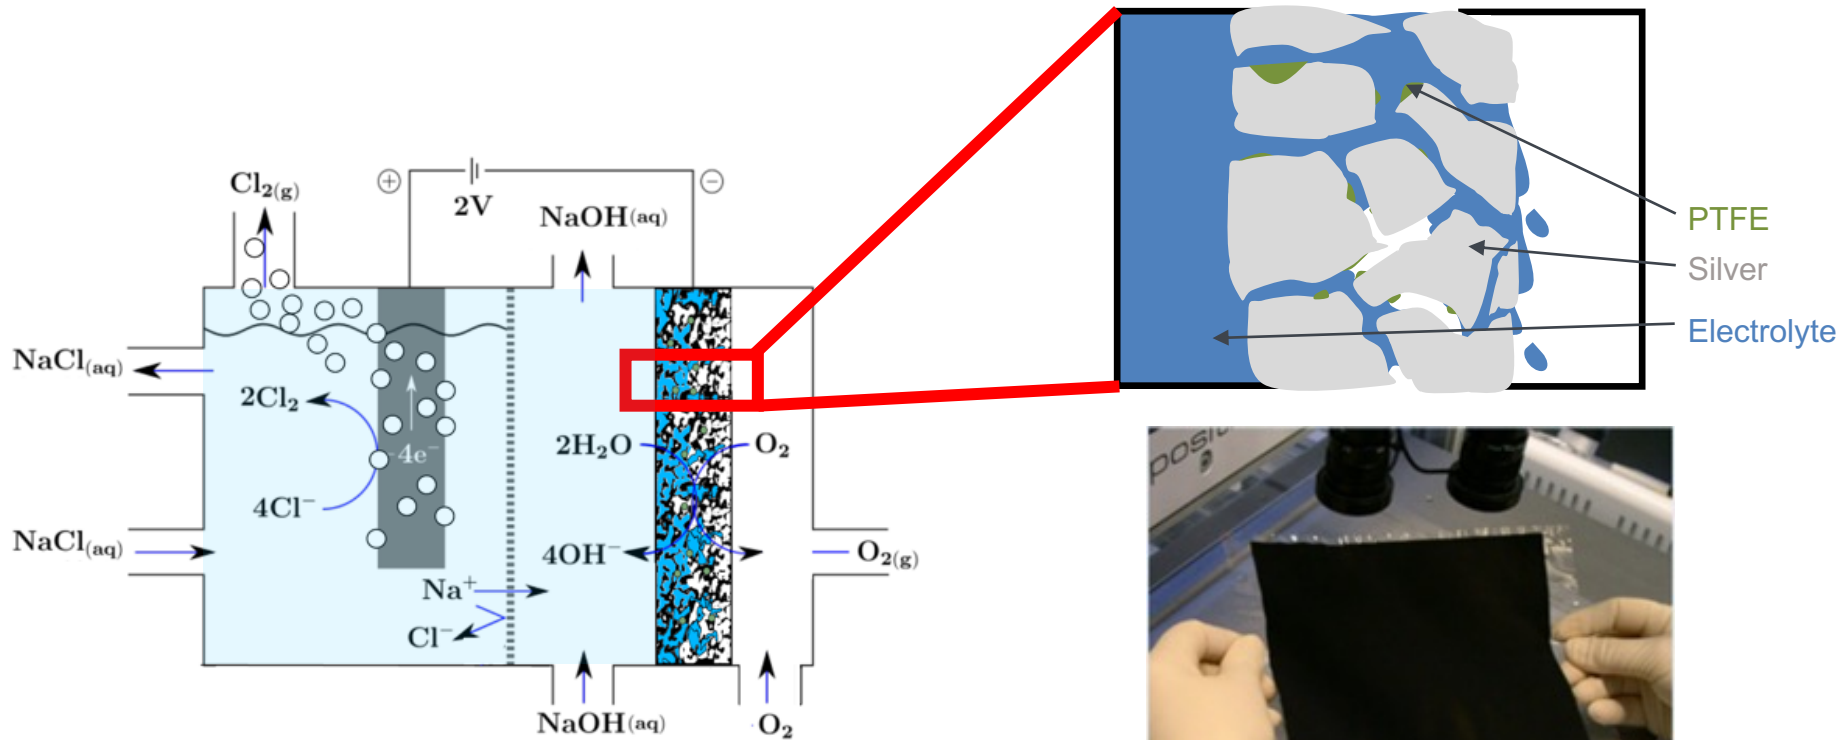 Cl₂(g)
⊕
2V
⊖
NaOH(aq)
PTFE
Silver
Electrolyte
NaCl(aq)
2Cl₂
4e⁻
4Cl⁻
2H₂O
O₂
NaCl(aq)
4OH⁻
O₂(g)
Na⁺
Cl⁻
NaOH(aq)
O₂